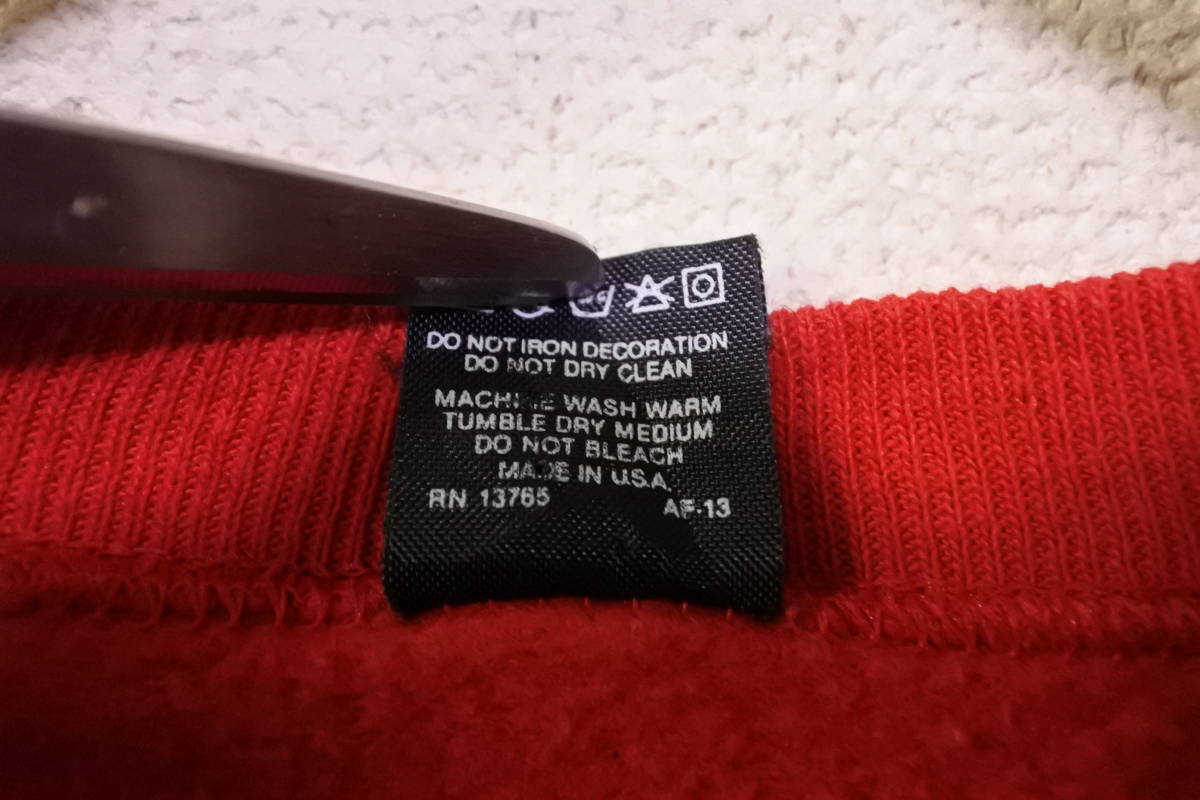 DO NOT IRON DECORATION
DO NOT DRY CLEAN
MACHINE WASH WARM
TUMBLE DRY MEDIUM
DO NOT BLEACH
MADE IN U.S.A.
RN 13765 AF-13